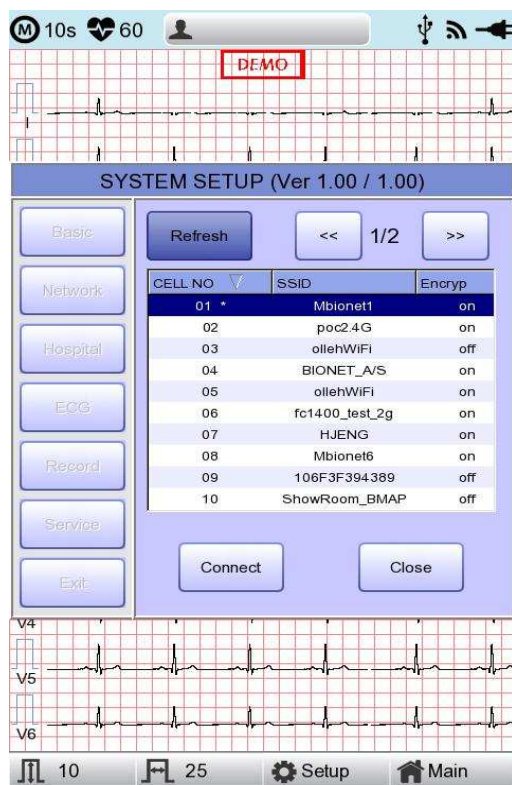 M 10s 60
DEMO
I
SYSTEM SETUP (Ver 1.00 / 1.00)
Basic
Refresh << 1/2 >>
Network
CELL NO SSID Encryp
01 * Mbionet1 on
02 poc2.4G on
Hospital
03 ollehWiFi off
04 BIONET_A/S on
05 ollehWiFi on
ECG
06 fc1400_test_2g on
07 HJENG on
Record
08 Mbionet6 on
09 106F3F394389 off
10 ShowRoom_BMAP off
Service
Connect Close
Exit
V4
V5
V6
10 25 Setup Main